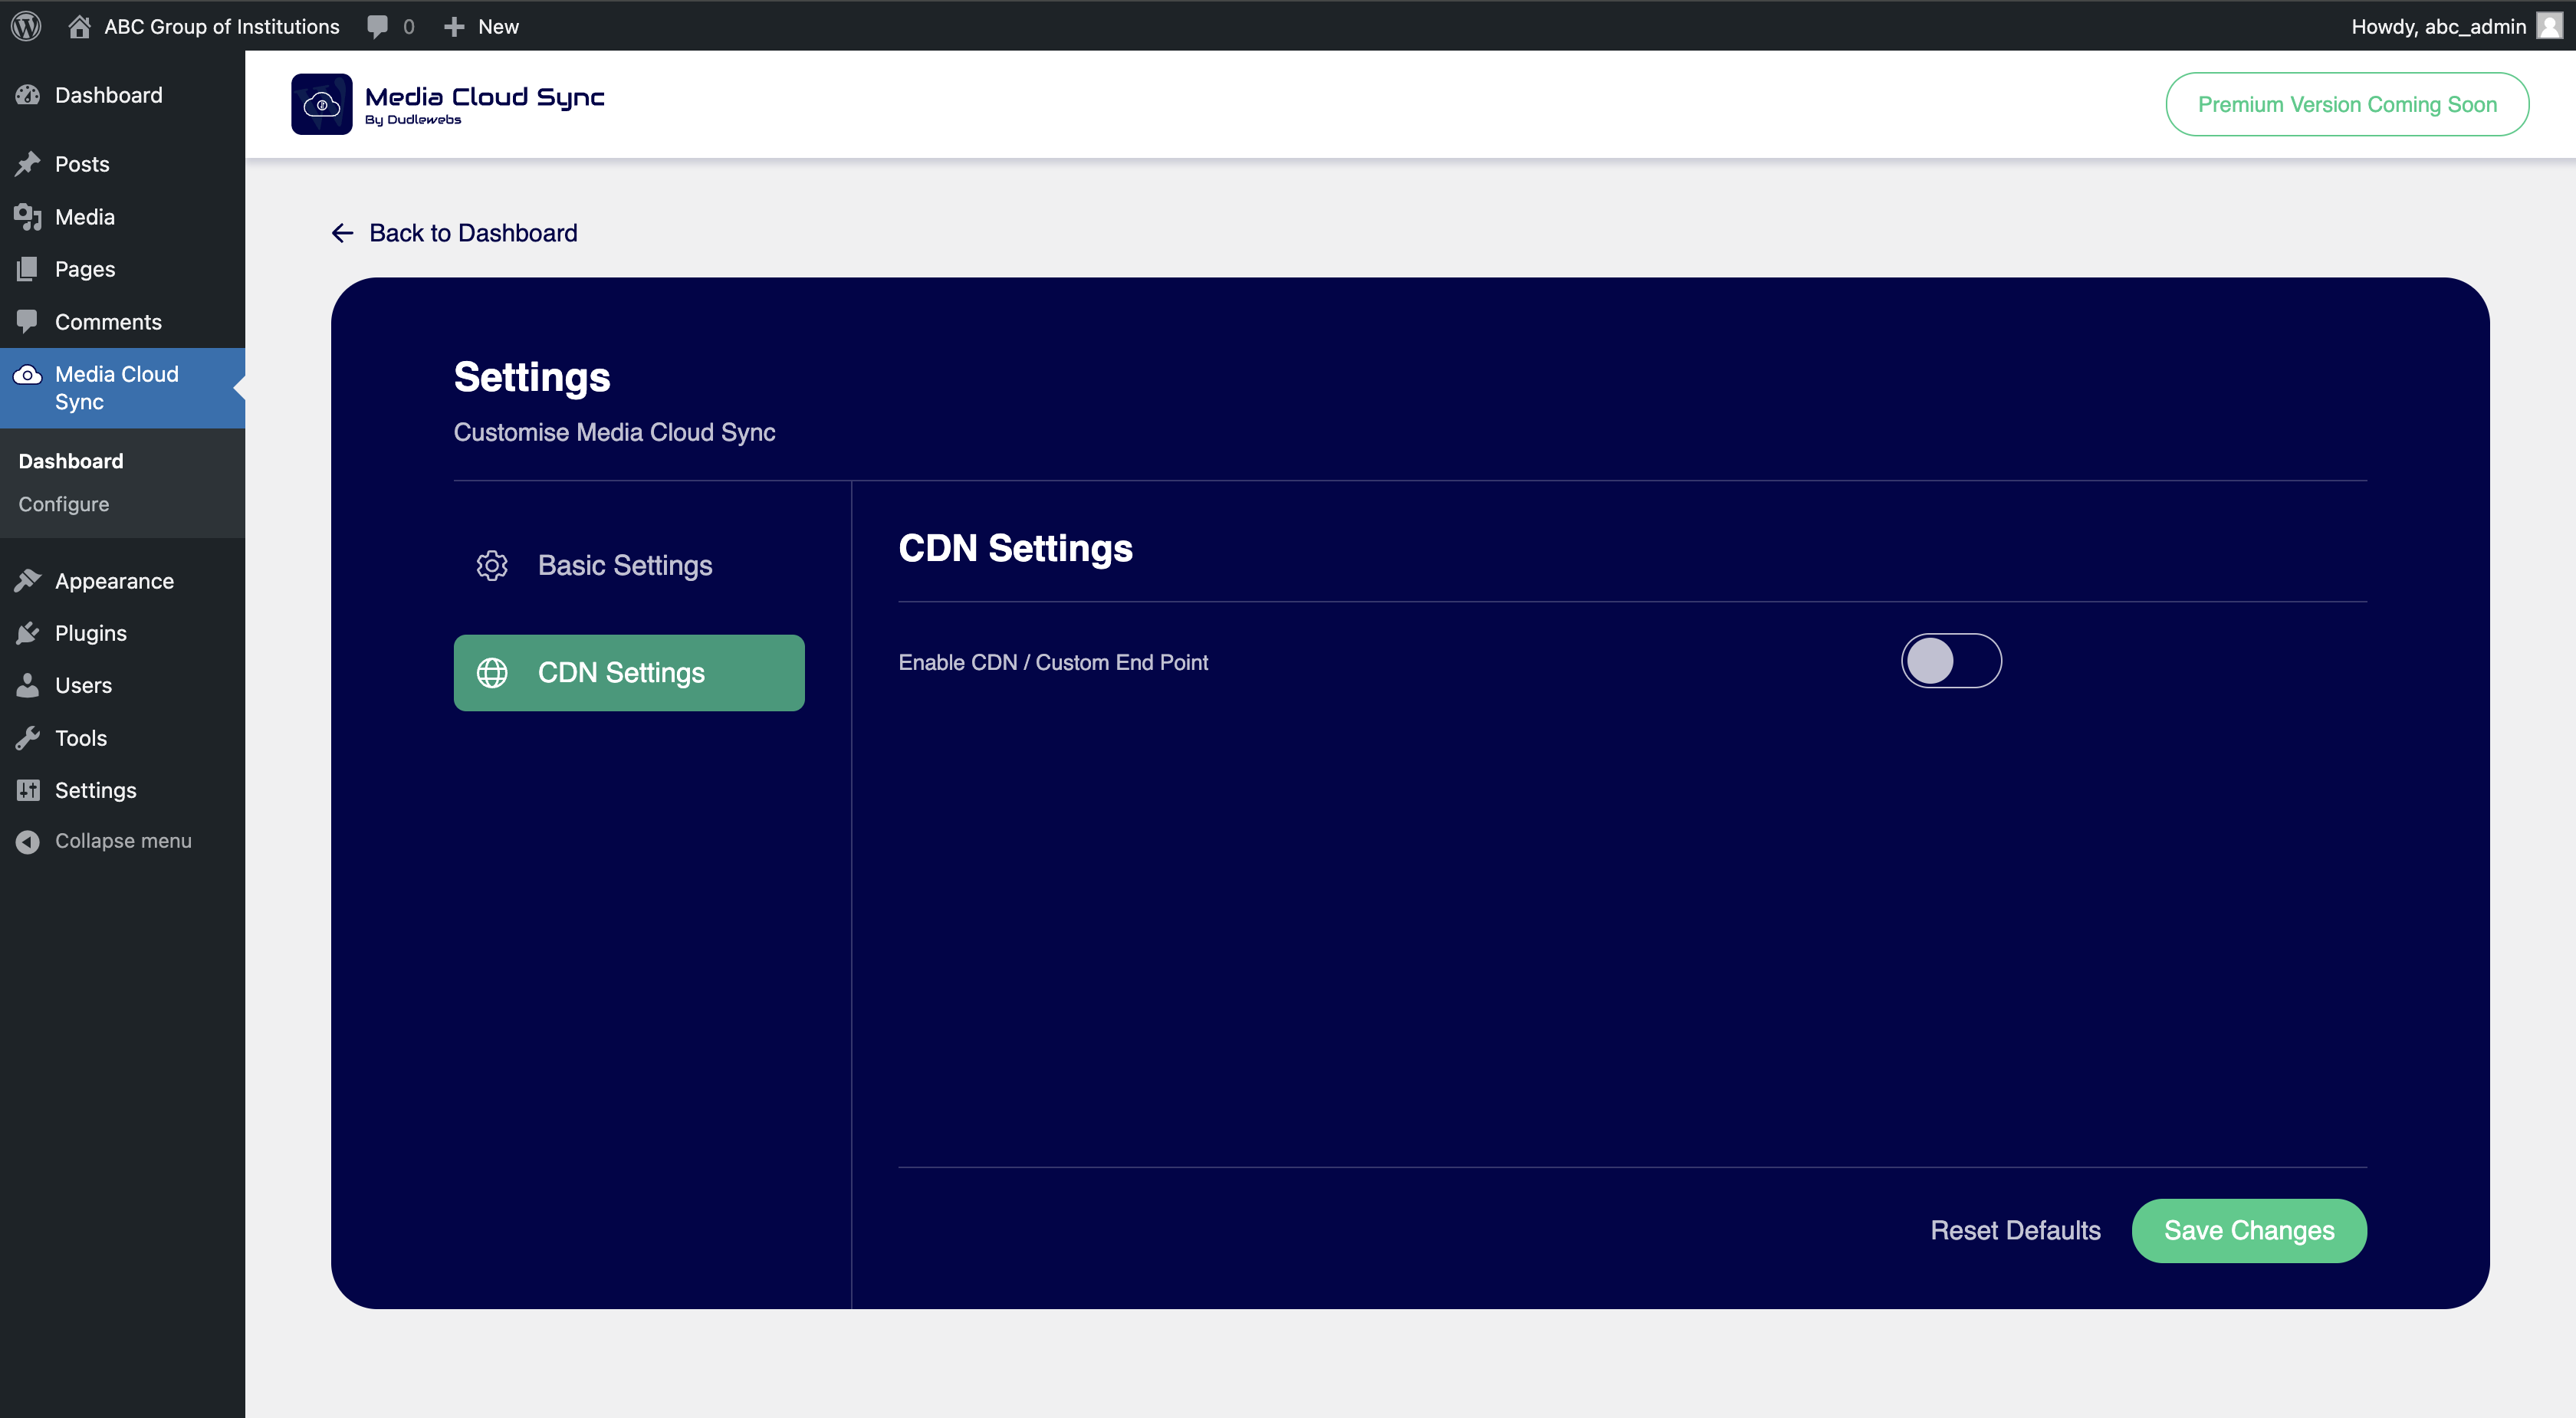 ABC Group of Institutions
0
New
Howdy, abc_admin
Dashboard
Posts
Media
Pages
Comments
Media Cloud
Sync
Dashboard
Configure
Appearance
Plugins
Users
Tools
Settings
Collapse menu
Media Cloud Sync
By Dudlewebs
Premium Version Coming Soon
Back to Dashboard
Settings
Customise Media Cloud Sync
Basic Settings
CDN Settings
CDN Settings
Enable CDN / Custom End Point
Reset Defaults
Save Changes